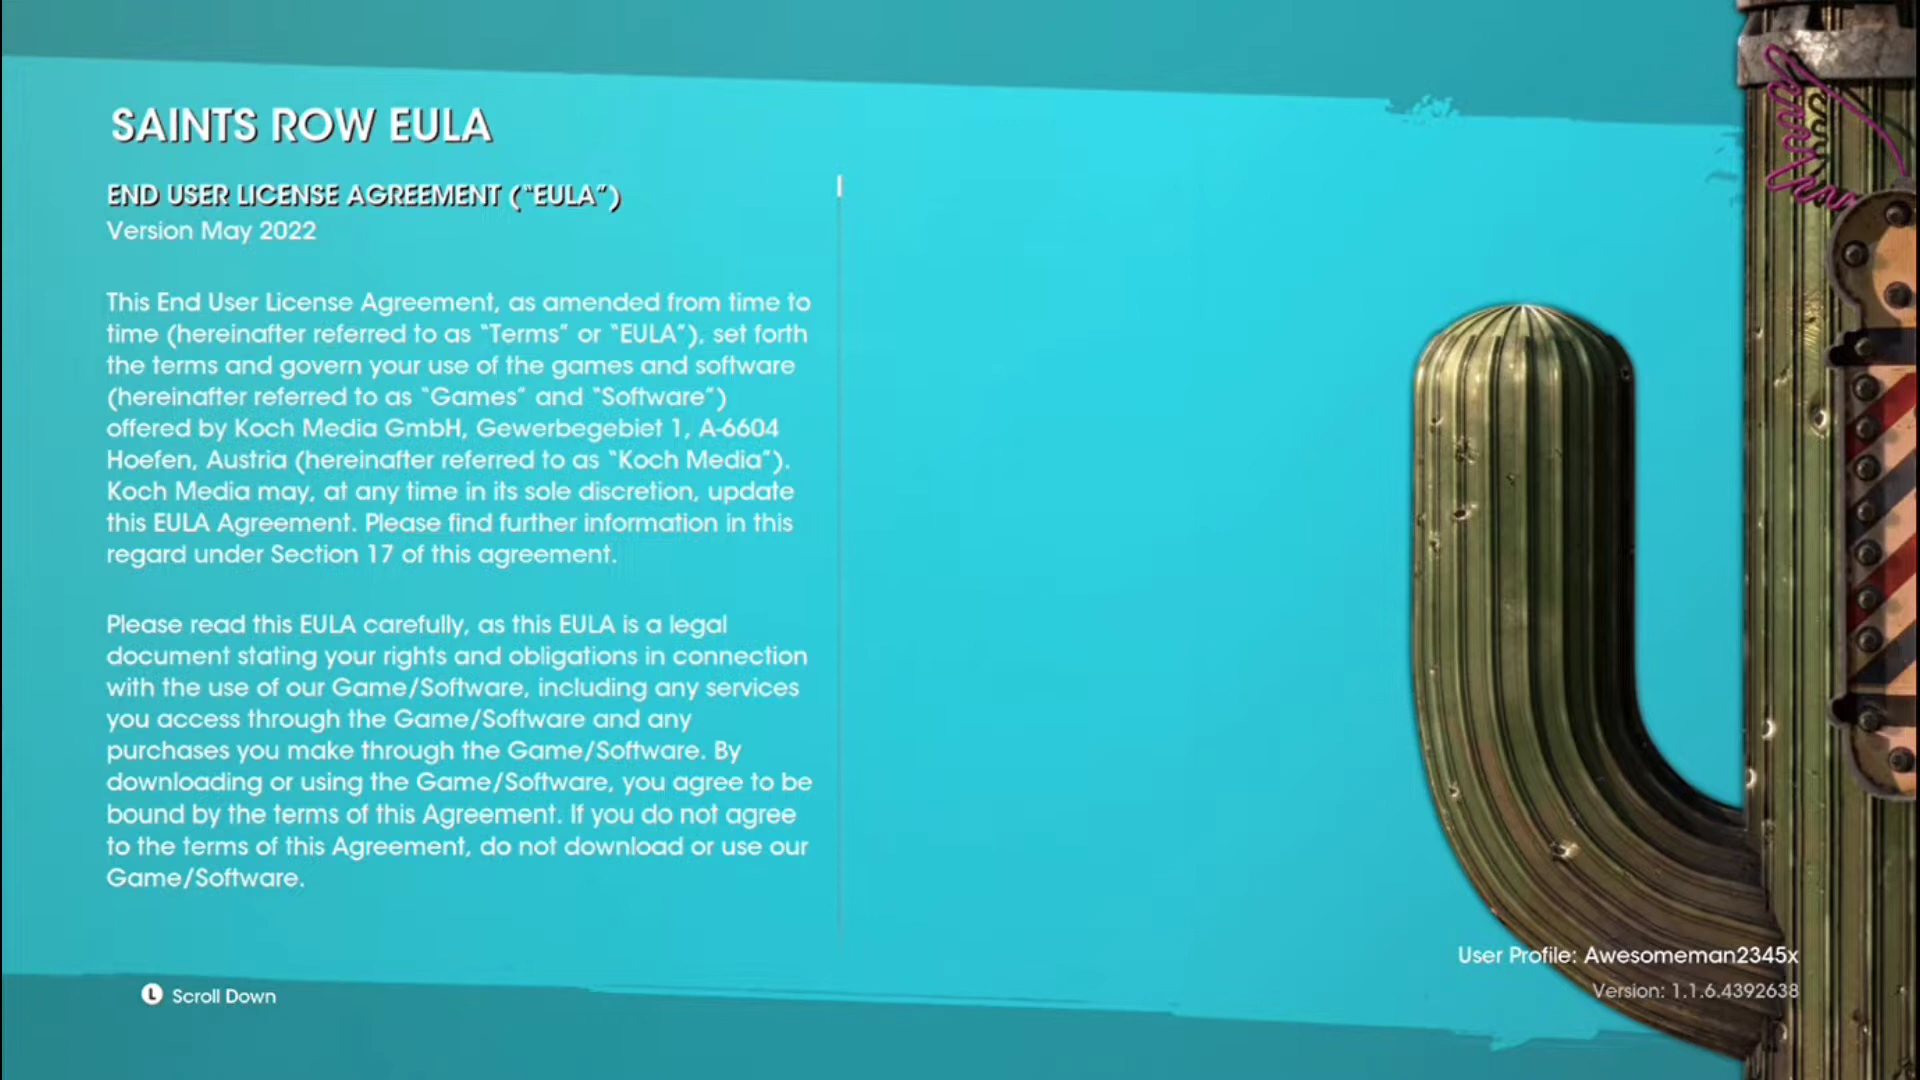 SAINTS ROW EULA
END USER LICENSE AGREEMENT (“EULA”)
Version May 2022
This End User License Agreement, as amended from time to
time (hereinafter referred to as “Terms” or “EULA”), set forth
the terms and govern your use of the games and software
(hereinafter referred to as “Games” and “Software”)
offered by Koch Media GmbH, Gewerbegebiet 1, A-6604
Hoefen, Austria (hereinafter referred to as “Koch Media”).
Koch Media may, at any time in its sole discretion, update
this EULA Agreement. Please find further information in this
regard under Section 17 of this agreement.
Please read this EULA carefully, as this EULA is a legal
document stating your rights and obligations in connection
with the use of our Game/Software, including any services
you access through the Game/Software and any
purchases you make through the Game/Software. By
downloading or using the Game/Software, you agree to be
bound by the terms of this Agreement. If you do not agree
to the terms of this Agreement, do not download or use our
Game/Software.
User Profile: Awesomeman2345x
Version: 1.1.6.4392638
L Scroll Down